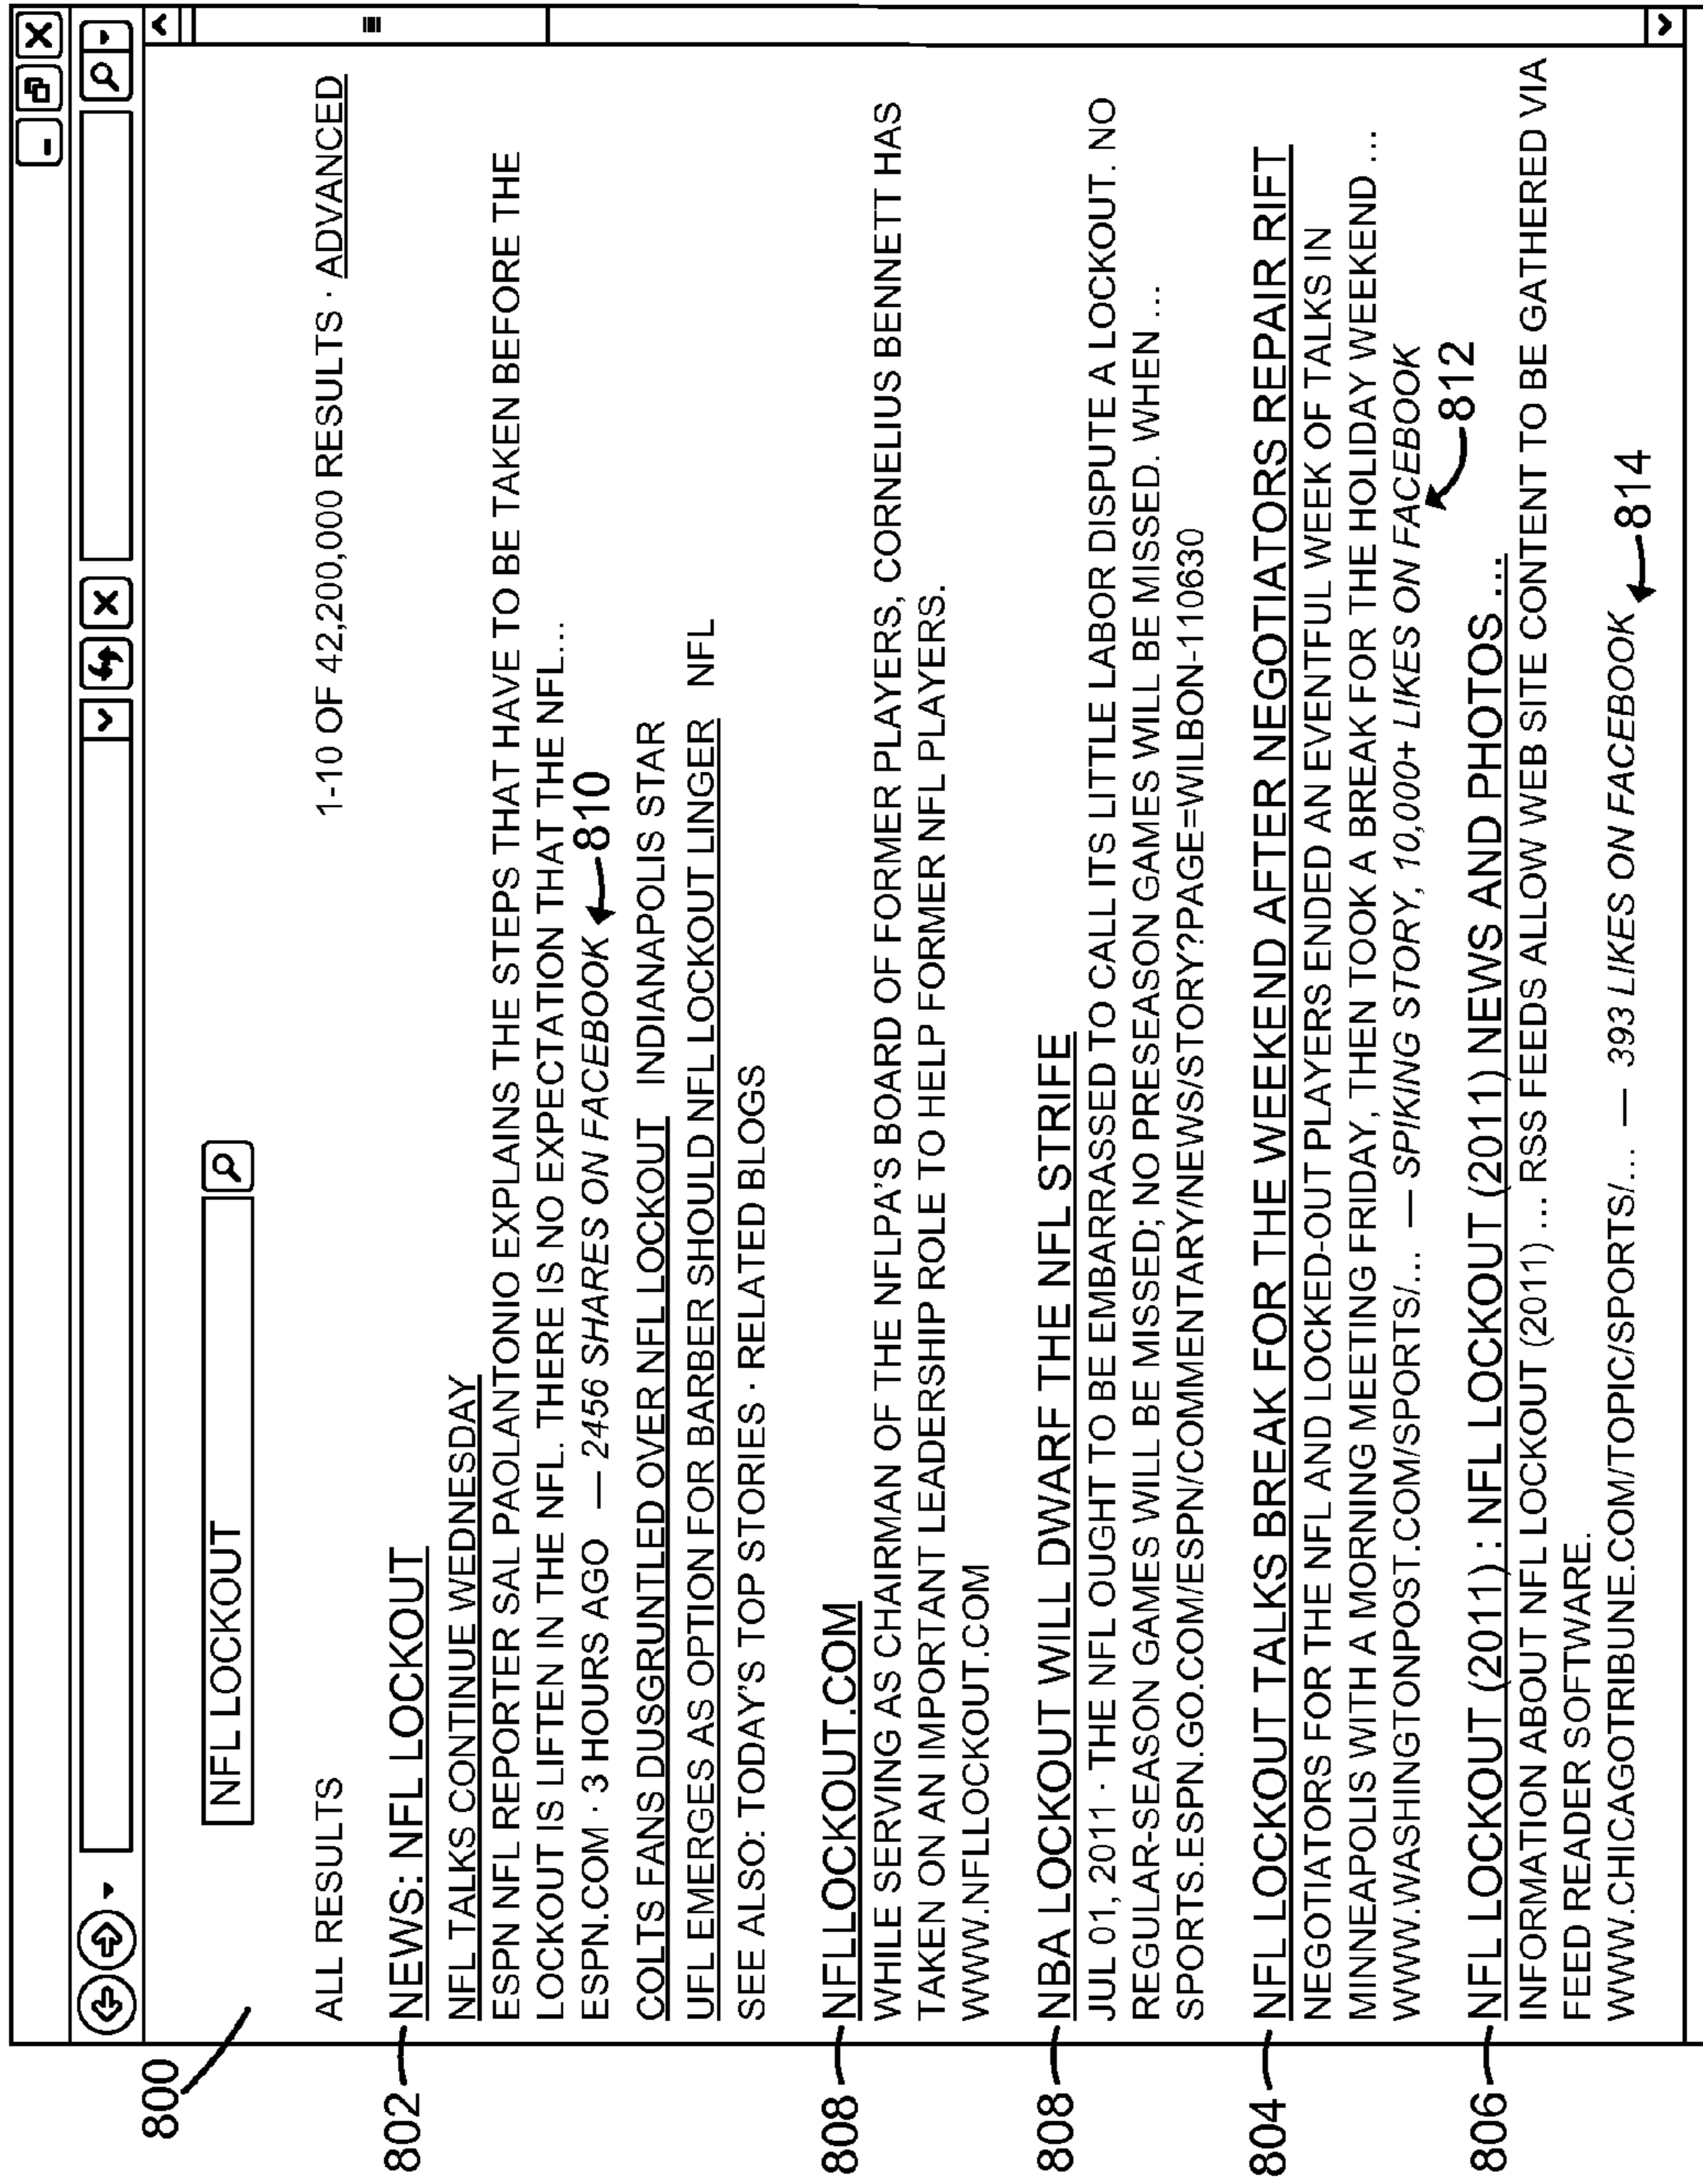 800
NFL LOCKOUT
ALL RESULTS 1-10 OF 42,200,000 RESULTS · ADVANCED
802
NEWS: NFL LOCKOUT
NFL TALKS CONTINUE WEDNESDAY
ESPN NFL REPORTER SAL PAOLANTONIO EXPLAINS THE STEPS THAT HAVE TO BE TAKEN BEFORE THE
LOCKOUT IS LIFTEN IN THE NFL. THERE IS NO EXPECTATION THAT THE NFL...
ESPN.COM · 3 HOURS AGO — 2456 SHARES ON FACEBOOK 810
COLTS FANS DUSGRUNTLED OVER NFL LOCKOUT INDIANAPOLIS STAR
UFL EMERGES AS OPTION FOR BARBER SHOULD NFL LOCKOUT LINGER NFL
SEE ALSO: TODAY'S TOP STORIES · RELATED BLOGS
808 NFLLOCKOUT.COM
WHILE SERVING AS CHAIRMAN OF THE NFLPA'S BOARD OF FORMER PLAYERS, CORNELIUS BENNETT HAS
TAKEN ON AN IMPORTANT LEADERSHIP ROLE TO HELP FORMER NFL PLAYERS.
WWW.NFLLOCKOUT.COM
808 NBA LOCKOUT WILL DWARF THE NFL STRIFE
JUL 01, 2011 · THE NFL OUGHT TO BE EMBARRASSED TO CALL ITS LITTLE LABOR DISPUTE A LOCKOUT. NO
REGULAR-SEASON GAMES WILL BE MISSED; NO PRESEASON GAMES WILL BE MISSED. WHEN ...
SPORTS.ESPN.GO.COM/ESPN/COMMENTARY/NEWS/STORY?PAGE=WILBON-110630
804 NFL LOCKOUT TALKS BREAK FOR THE WEEKEND AFTER NEGOTIATORS REPAIR RIFT
NEGOTIATORS FOR THE NFL AND LOCKED-OUT PLAYERS ENDED AN EVENTFUL WEEK OF TALKS IN
MINNEAPOLIS WITH A MORNING MEETING FRIDAY, THEN TOOK A BREAK FOR THE HOLIDAY WEEKEND ...
WWW.WASHINGTONPOST.COM/SPORTS/... — SPIKING STORY, 10,000+ LIKES ON FACEBOOK
812
806 NFL LOCKOUT (2011) : NFL LOCKOUT (2011) NEWS AND PHOTOS ...
INFORMATION ABOUT NFL LOCKOUT (2011) ... RSS FEEDS ALLOW WEB SITE CONTENT TO BE GATHERED VIA
FEED READER SOFTWARE.
WWW.CHICAGOTRIBUNE.COM/TOPIC/SPORTS/... — 393 LIKES ON FACEBOOK 814